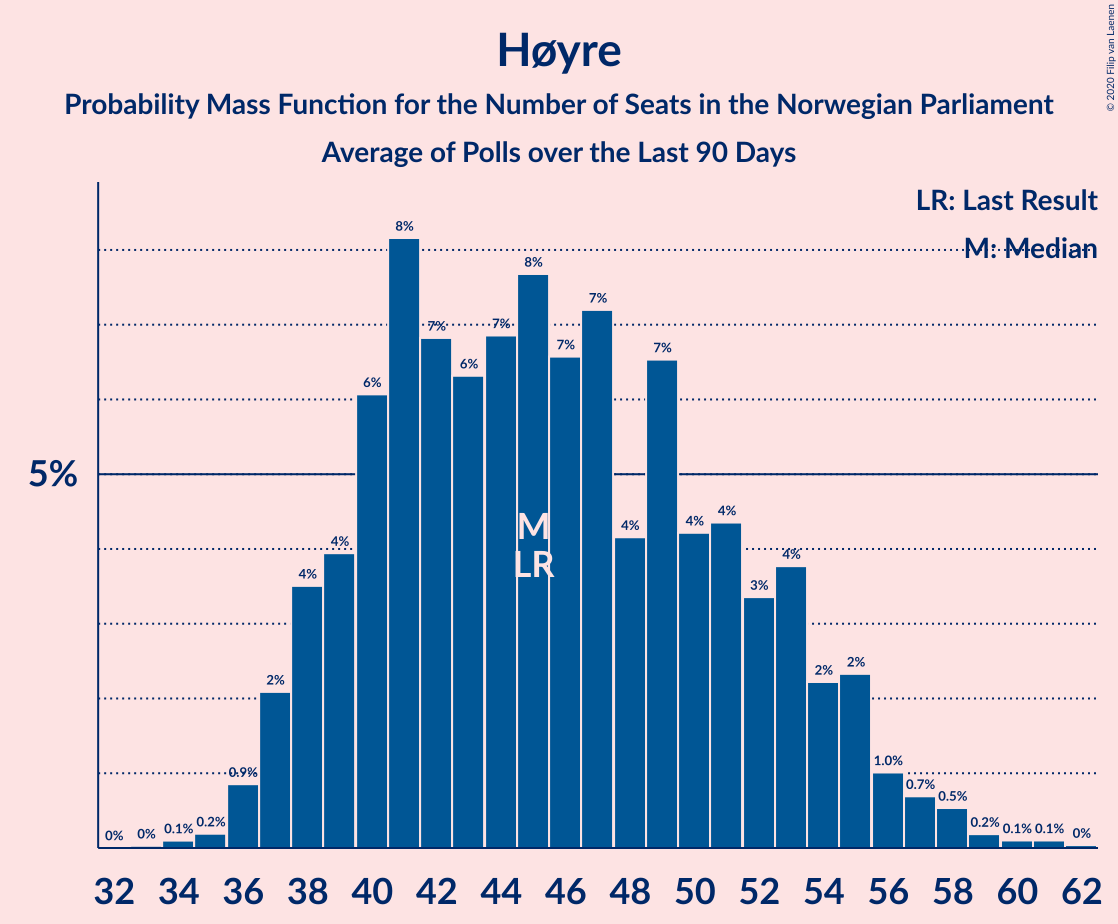 Høyre
Probability Mass Function for the Number of Seats in the Norwegian Parliament
Average of Polls over the Last 90 Days
© 2020 Filip van Laenen
LR: Last Result
M: Median
5%
0% 0% 0.1% 0.2% 0.9% 2% 4% 4% 6% 8% 7% 6% 7% 8% 7% 7% 4% 7% 4% 4% 3% 4% 2% 2% 1.0% 0.7% 0.5% 0.2% 0.1% 0.1% 0%
M
LR
32 34 36 38 40 42 44 46 48 50 52 54 56 58 60 62